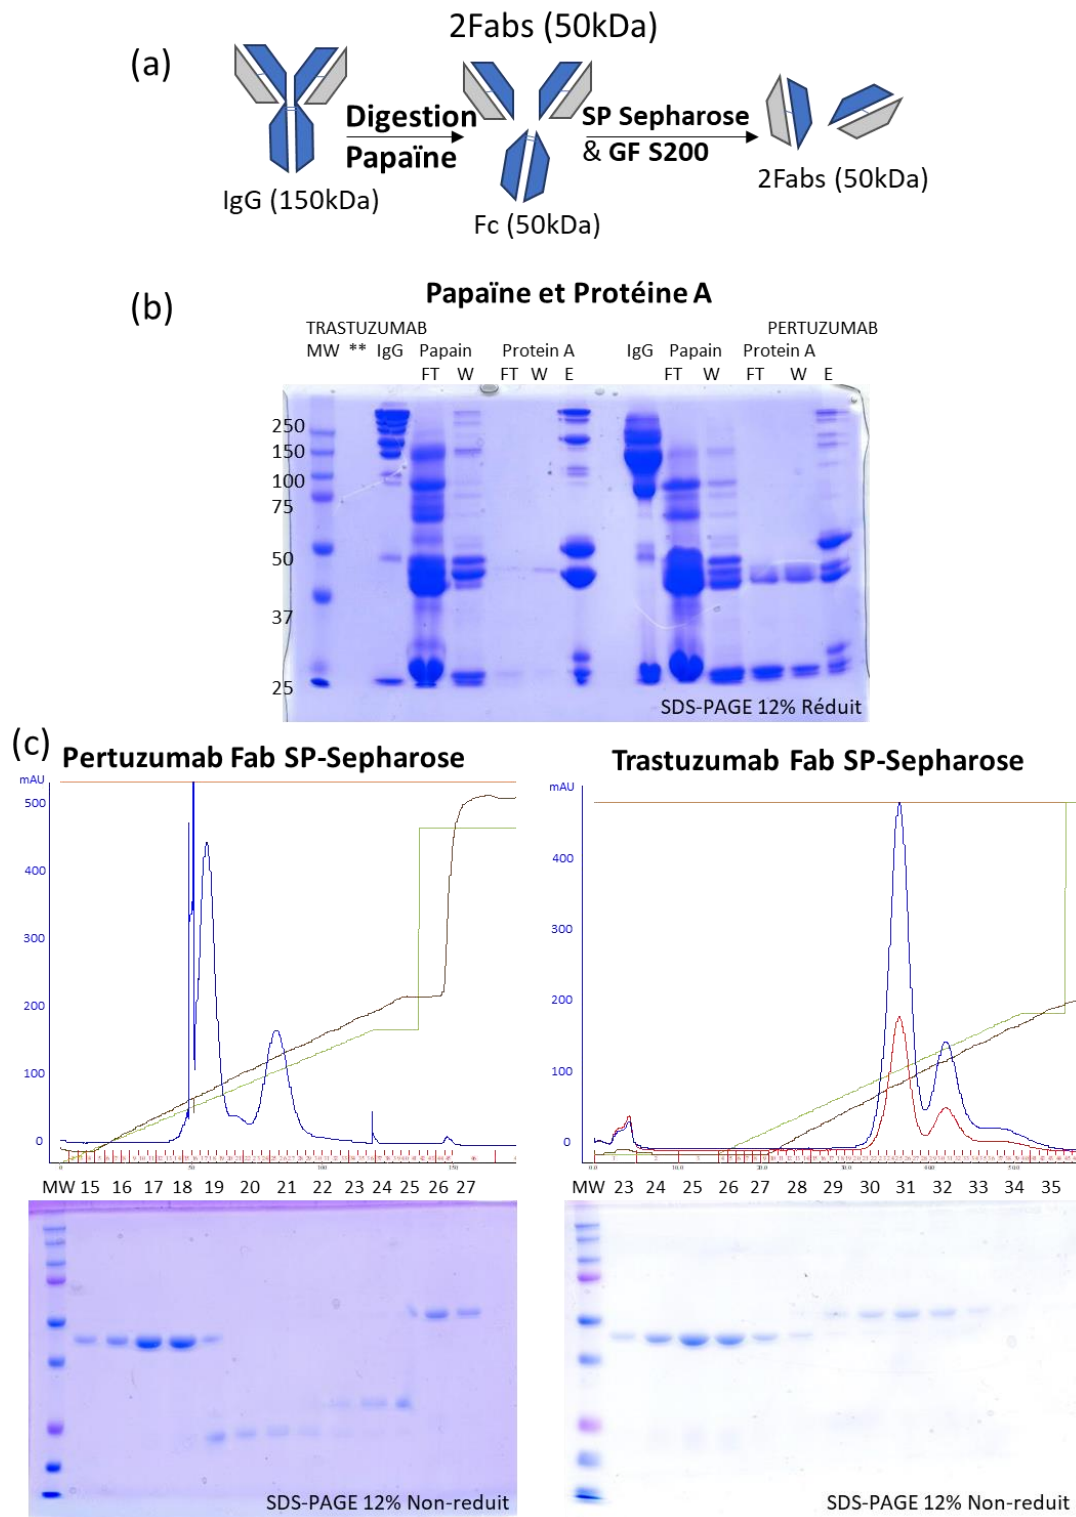 (a)
2Fabs (50kDa)
Digestion
Papaïne
SP Sepharose
& GF S200
IgG (150kDa)
Fc (50kDa)
2Fabs (50kDa)
(b)
Papaïne et Protéine A
TRASTUZUMAB PERTUZUMAB
MW ** IgG Papain Protein A IgG Papain Protein A
FT W FT W E FT W FT W E
250
150
100
75
50
37
25
SDS-PAGE 12% Réduit
(c)
Pertuzumab Fab SP-Sepharose
mAU
500
400
300
200
100
0
0 50 100 150
MW 15 16 17 18 19 20 21 22 23 24 25 26 27
SDS-PAGE 12% Non-reduit
Trastuzumab Fab SP-Sepharose
mAU
400
300
200
100
0
MW 23 24 25 26 27 28 29 30 31 32 33 34 35
SDS-PAGE 12% Non-reduit